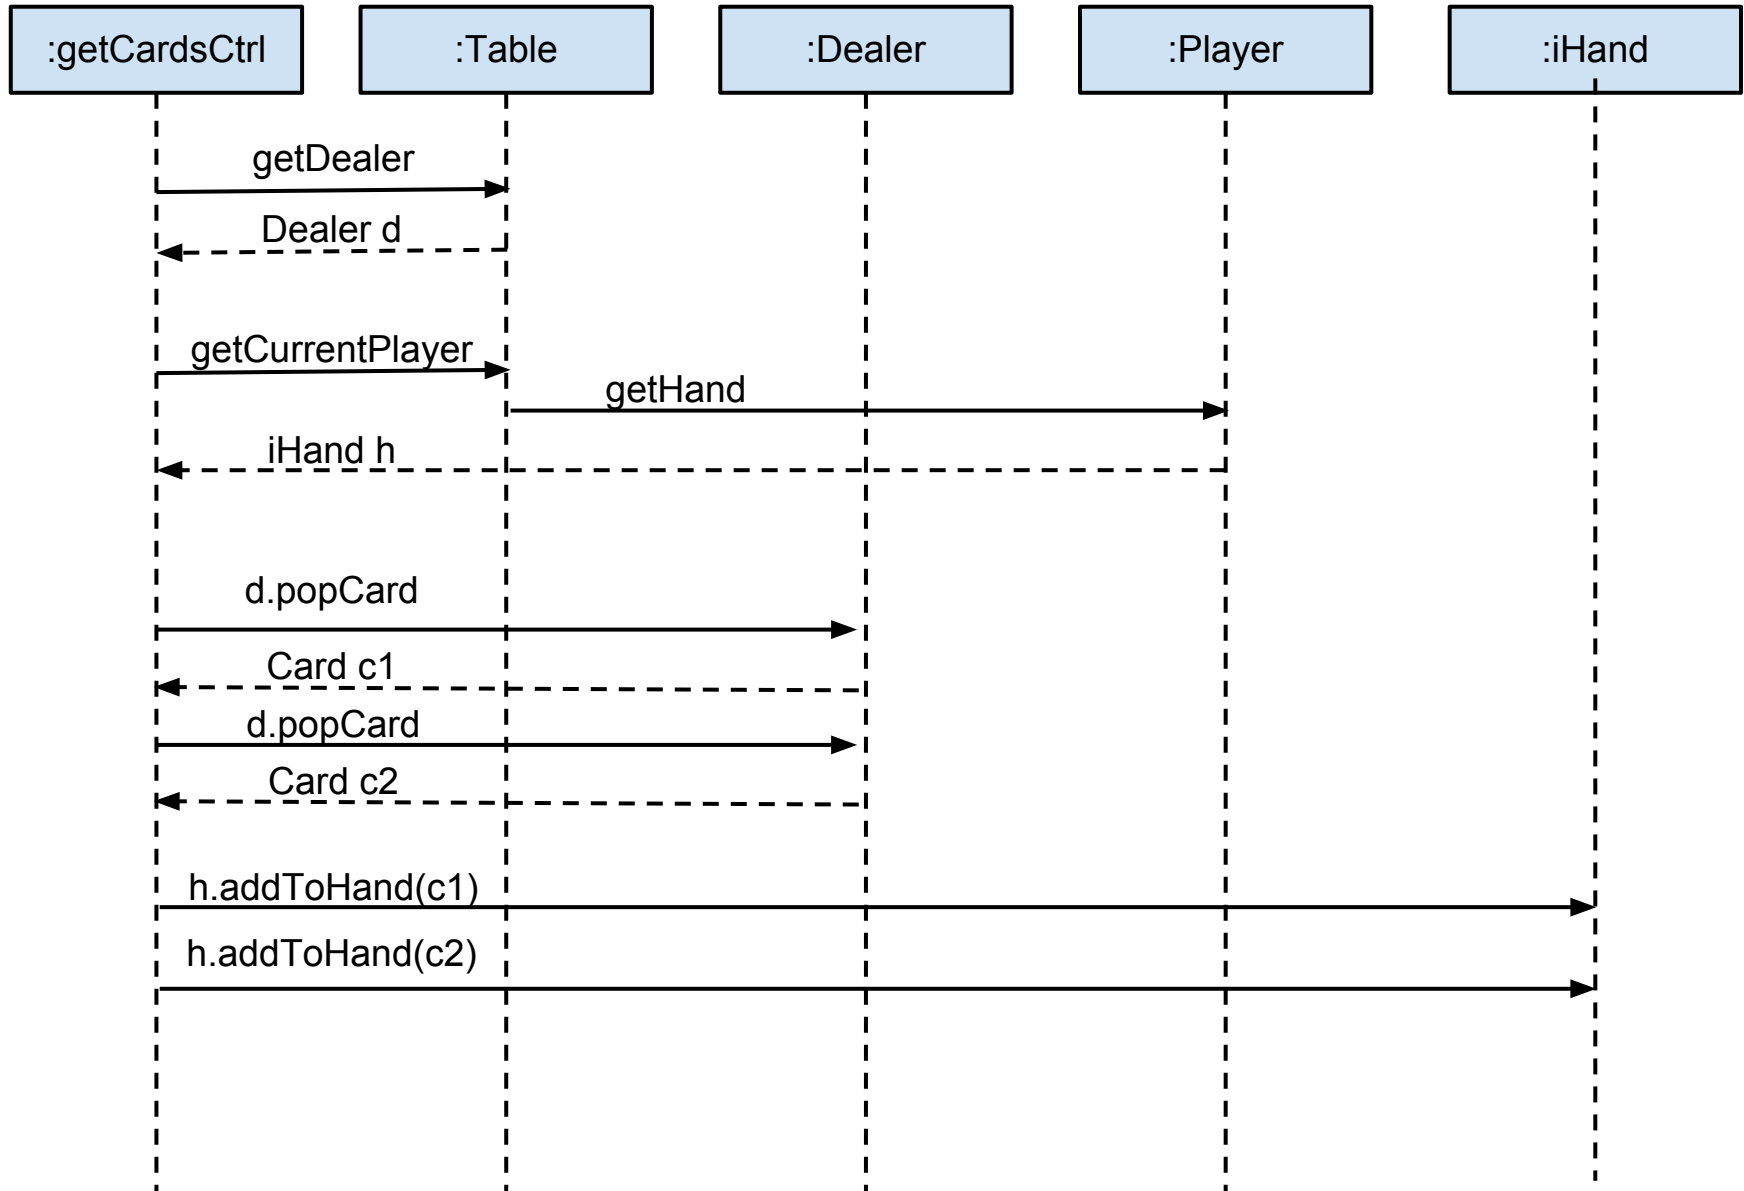 :getCardsCtrl
:Table
:Dealer
:Player
:iHand
getDealer
Dealer d
getCurrentPlayer
getHand
iHand h
d.popCard
Card c1
d.popCard
Card c2
h.addToHand(c1)
h.addToHand(c2)